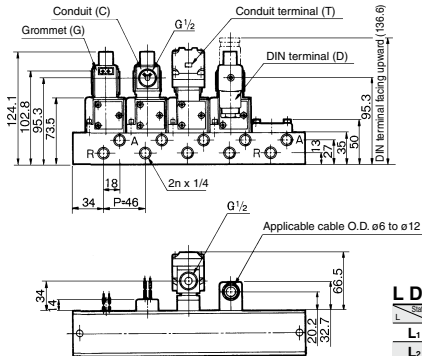 Conduit (C)
G½
Conduit terminal (T)
Grommet (G)
DIN terminal (D)
DIN terminal facing upward (136.6)
124.1
102.8
95.3
73.5
95.3
50
35
27
13
R
A
R
A
18
34
P=46
2n x 1/4
G½
Applicable cable O.D. ø6 to ø12
34
14
66.5
20.2
32.7
L D
L
L₁
L₂